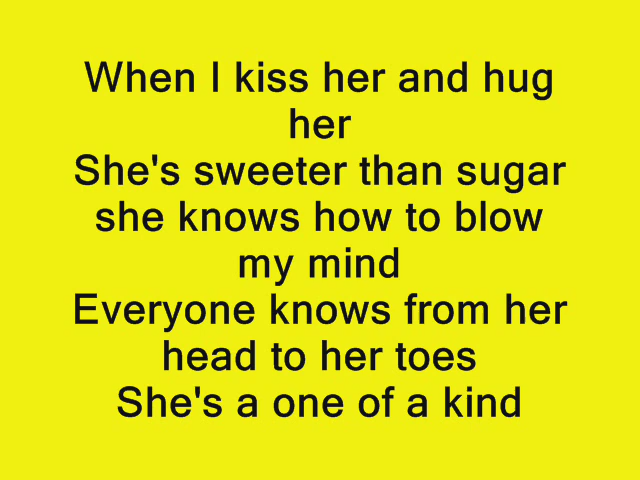 When I kiss her and hug
her
She's sweeter than sugar
she knows how to blow
my mind
Everyone knows from her
head to her toes
She's a one of a kind